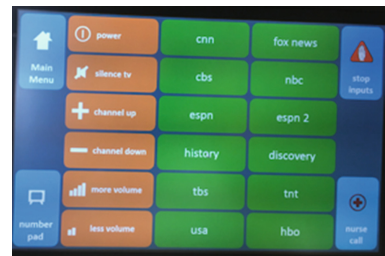 Main
Menu
power
cnn
fox news
stop
inputs
silence tv
cbs
nbc
channel up
espn
espn 2
channel down
history
discovery
number
pad
more volume
tbs
tnt
nurse
call
less volume
usa
hbo